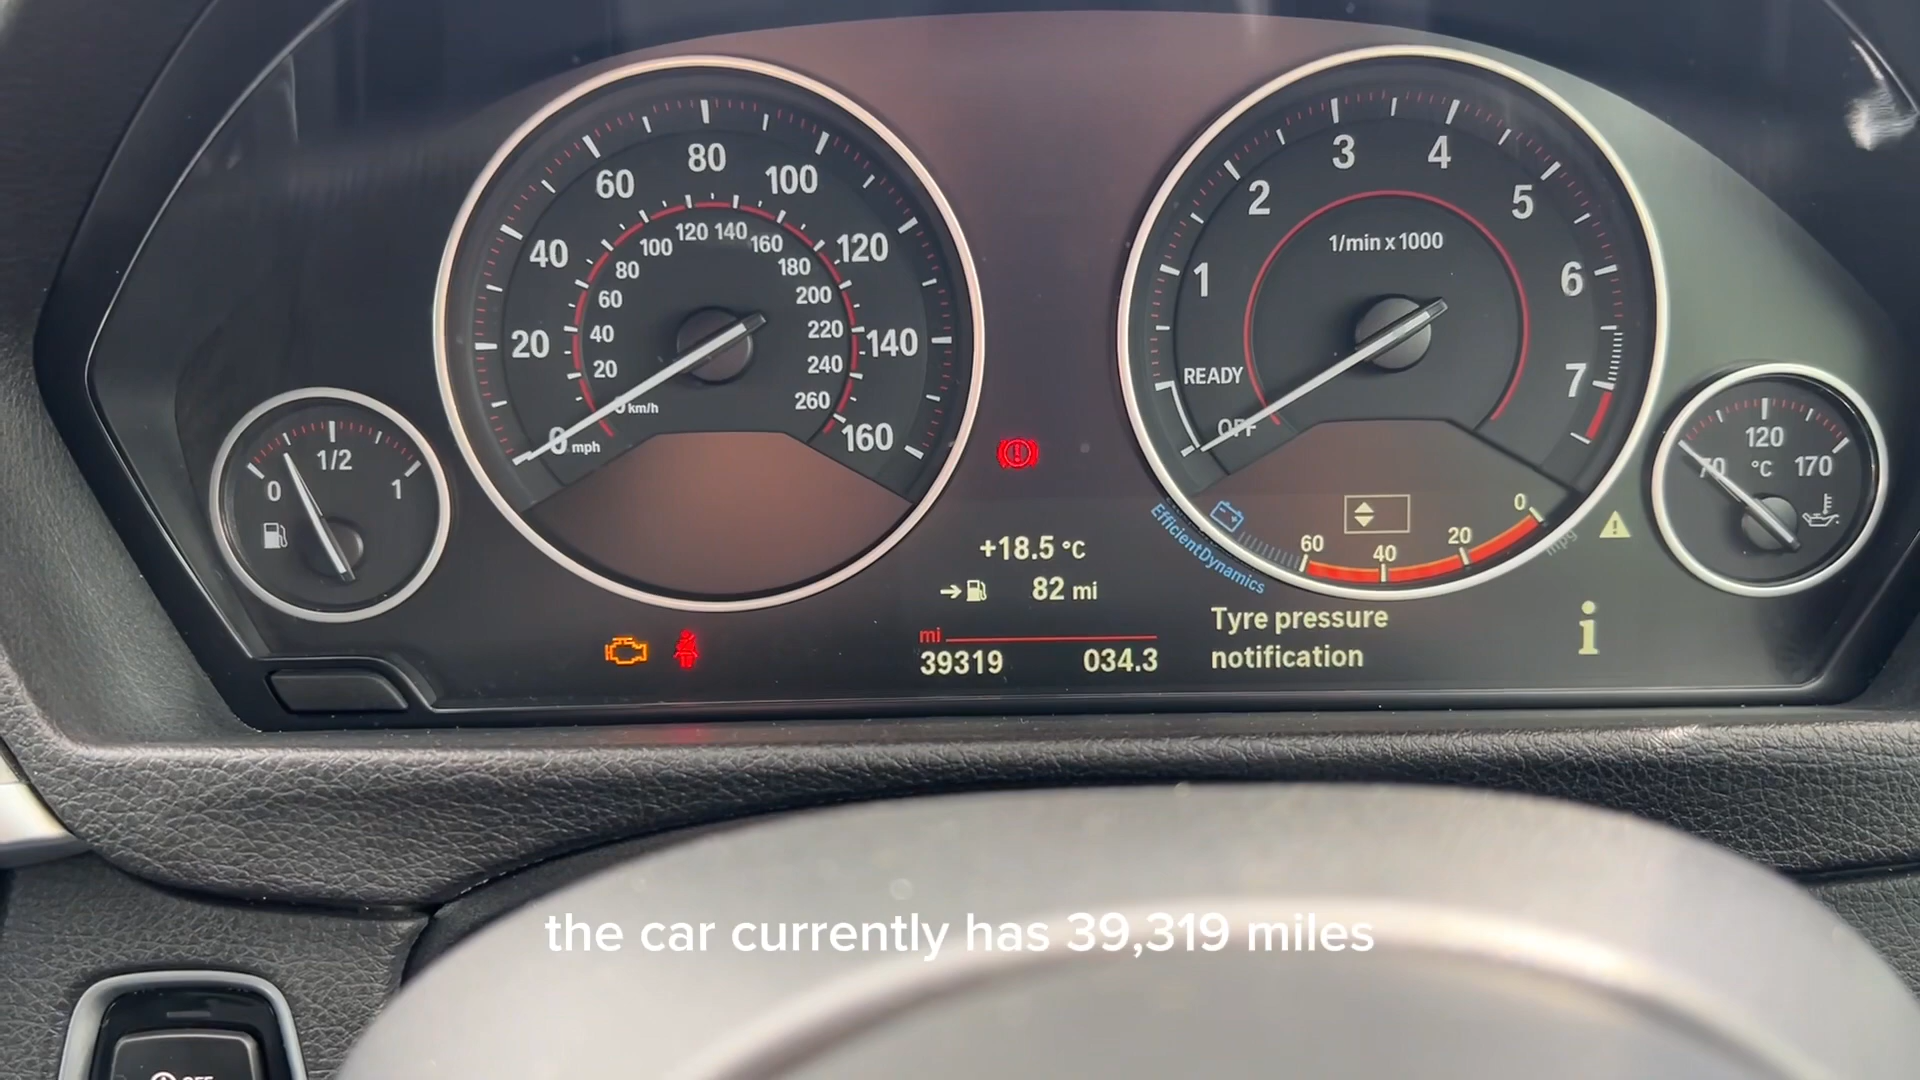 60
80
100
40
120
20
140
0 mph
160
120
140
100
160
80
180
60
200
40
220
20
240
km/h
260
3
4
2
5
1/min x 1000
1
6
READY
7
OFF
0
1/2
1
120
70
°C
170
EfficientDynamics
60
40
20
0
mpg
+18.5 °C
82 mi
mi
39319
034.3
Tyre pressure
notification
i
the car currently has 39,319 miles
OFF